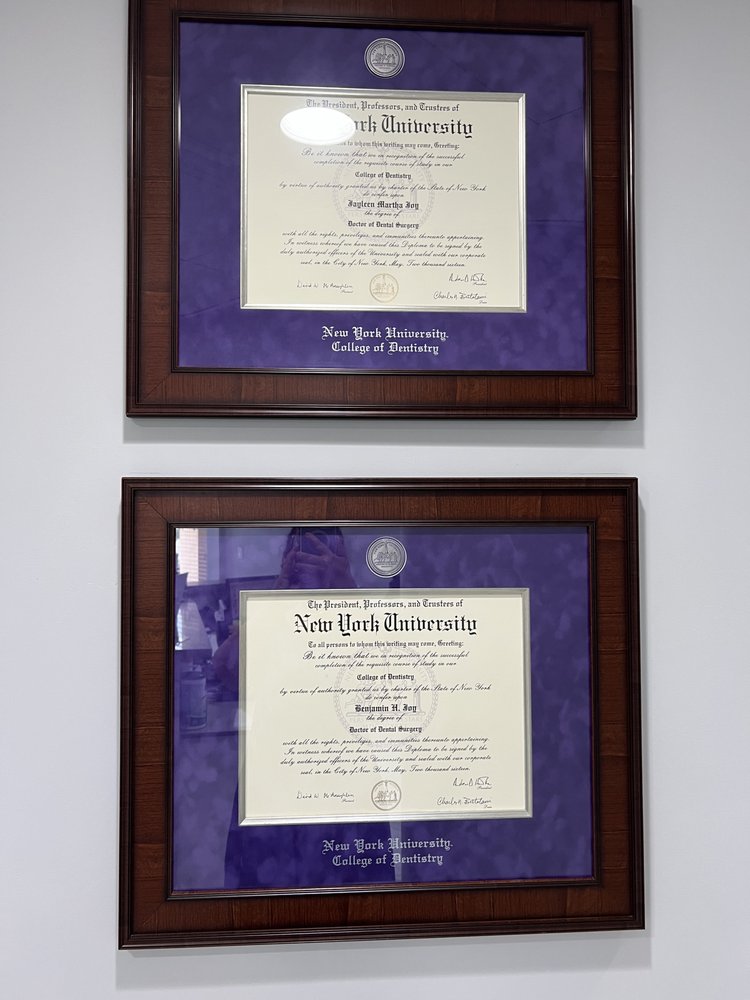 The President, Professors, and Trustees of
York University
to whom this writing may come, Greeting:
Be it known that we in recognition of the successful
completion of the requisite course of study in our
College of Dentistry
by virtue of authority granted us by charter of the State of New York
do confer upon
Jayleen Martha Joy
the degree of
Doctor of Dental Surgery
with all the rights, privileges, and immunities thereunto appertaining.
In witness whereof we have caused this Diploma to be signed by the
duly authorized officers of the University and sealed with our corporate
seal, in the City of New York, May, Two thousand sixteen.
President
Dean
New York University
College of Dentistry
The President, Professors, and Trustees of
New York University
To all persons to whom this writing may come, Greeting:
Be it known that we in recognition of the successful
completion of the requisite course of study in our
College of Dentistry
by virtue of authority granted us by charter of the State of New York
do confer upon
Benjamin H. Joy
the degree of
Doctor of Dental Surgery
with all the rights, privileges, and immunities thereunto appertaining.
In witness whereof we have caused this Diploma to be signed by the
duly authorized officers of the University and sealed with our corporate
seal, in the City of New York, May, Two thousand sixteen.
President
Dean
New York University
College of Dentistry